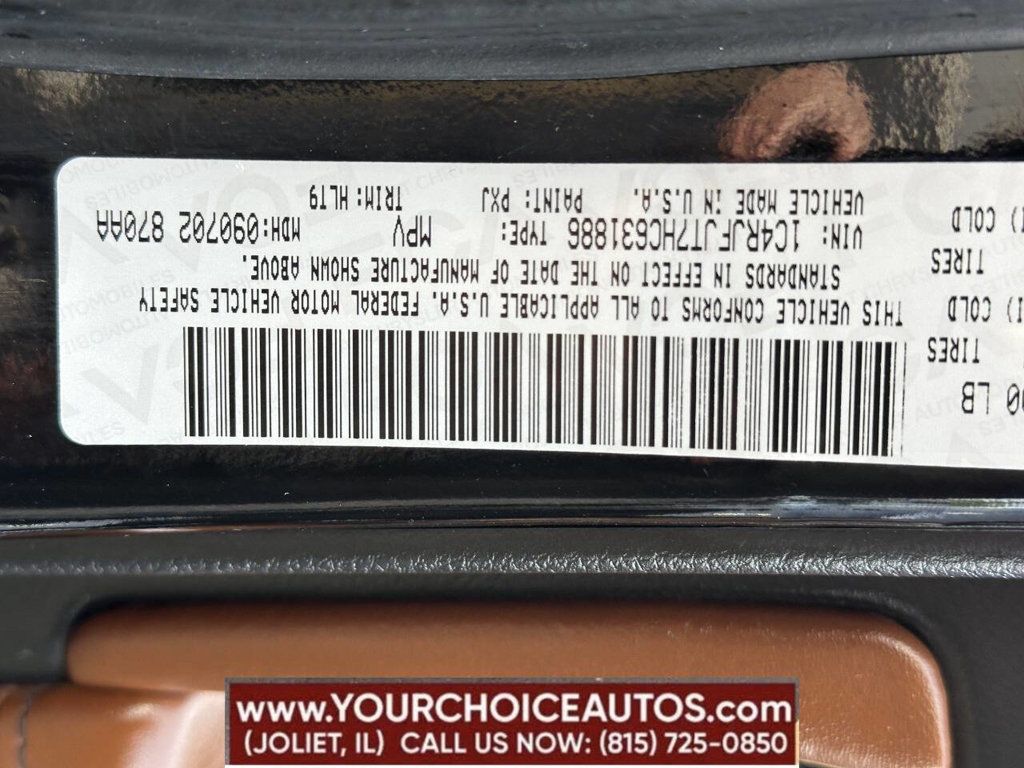 00 LB
TIRES
I) COLD
TIRES
I) COLD
THIS VEHICLE CONFORMS TO ALL APPLICABLE U.S.A. FEDERAL MOTOR VEHICLE SAFETY
STANDARDS IN EFFECT ON THE DATE OF MANUFACTURE SHOWN ABOVE.
VIN: 1C4RJFJT7HC631886 TYPE: MPV MDH: 090702 870AA
VEHICLE MADE IN U.S.A. PAINT: PXJ TRIM: HLT9
www.YOURCHOICEAUTOS.com
(JOLIET, IL) CALL US NOW: (815) 725-0850